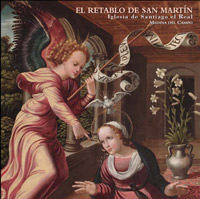 EL RETABLO DE SAN MARTÍN
Iglesia de Santiago el Real
MEDINA DEL CAMPO